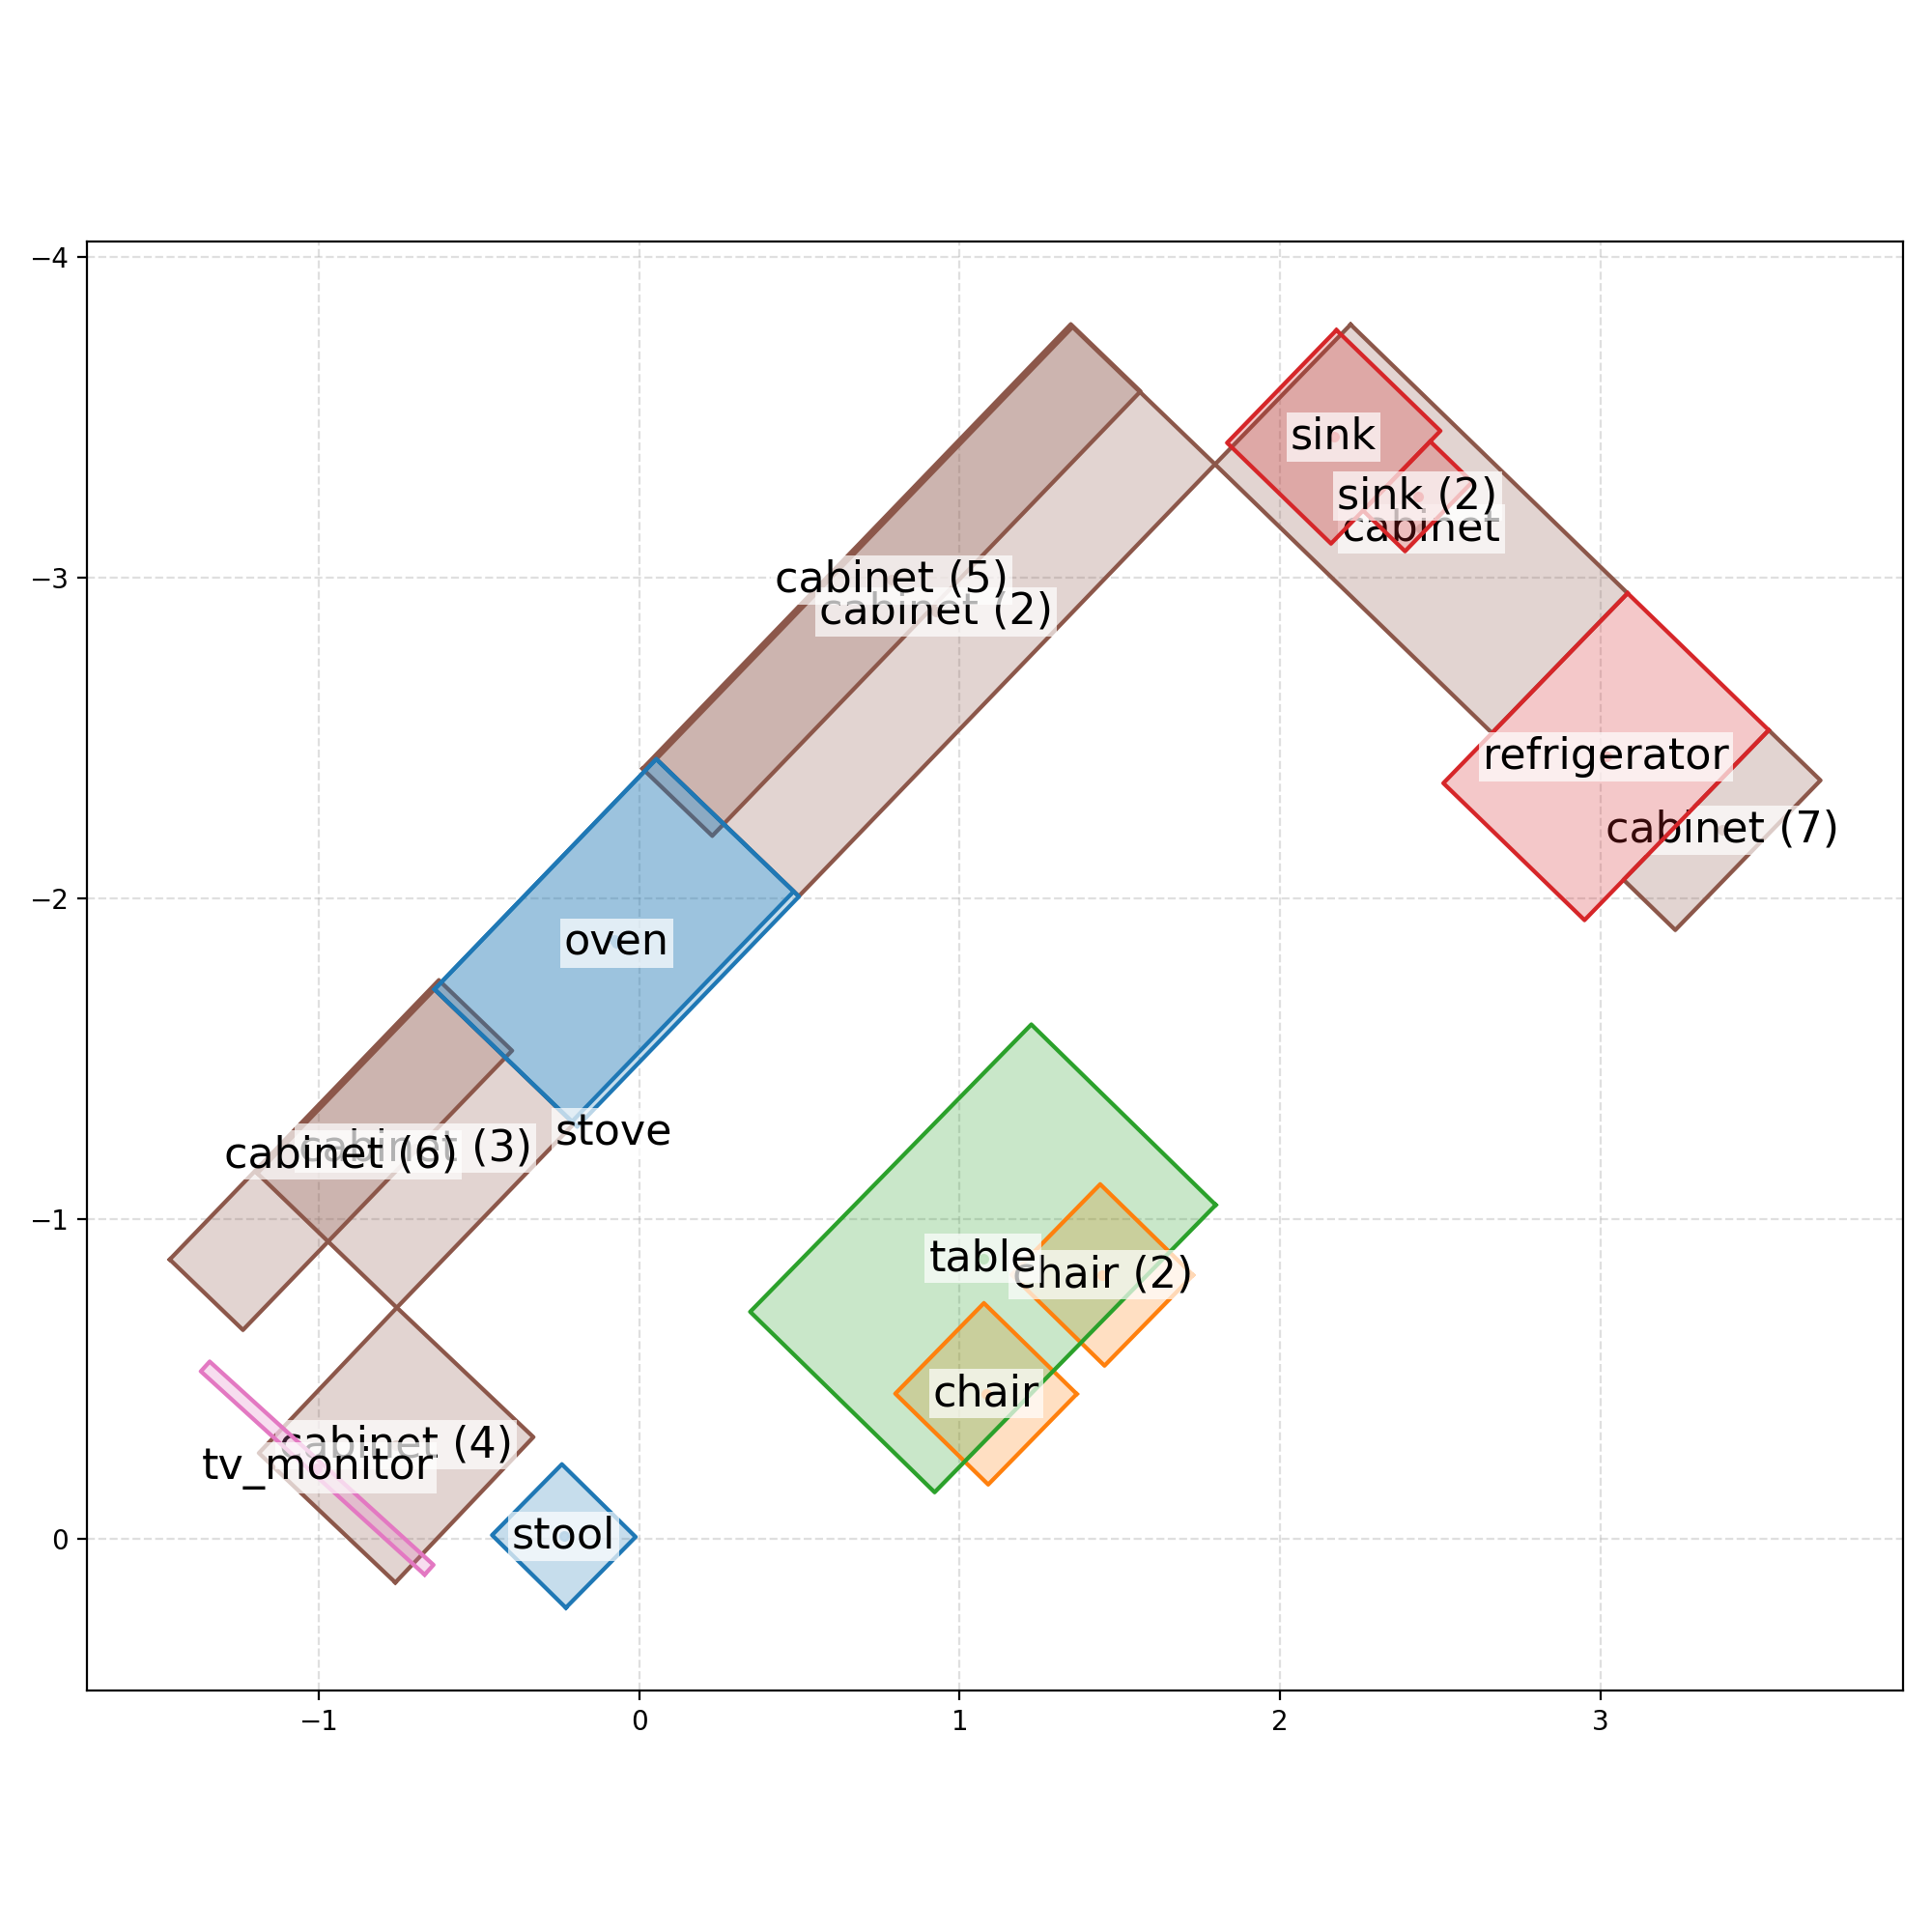 −4
−3
−2
−1
0
−1
0
1
2
3
sink
sink (2)
cabinet
cabinet (5)
cabinet (2)
refrigerator
cabinet (7)
oven
stove
cabinet (6)
cabinet (3)
table
chair (2)
chair
cabinet (4)
tv_monitor
stool